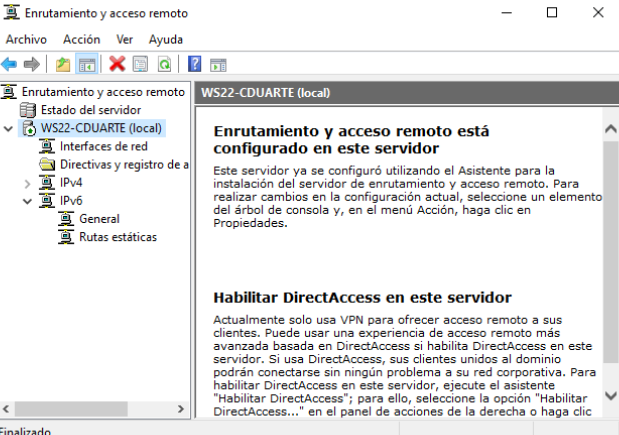 Enrutamiento y acceso remoto
Archivo Acción Ver Ayuda
Enrutamiento y acceso remoto
Estado del servidor
WS22-CDUARTE (local)
Interfaces de red
Directivas y registro de a
IPv4
IPv6
General
Rutas estáticas
WS22-CDUARTE (local)
Enrutamiento y acceso remoto está
configurado en este servidor
Este servidor ya se configuró utilizando el Asistente para la
instalación del servidor de enrutamiento y acceso remoto. Para
realizar cambios en la configuración actual, seleccione un elemento
del árbol de consola y, en el menú Acción, haga clic en
Propiedades.
Habilitar DirectAccess en este servidor
Actualmente solo usa VPN para ofrecer acceso remoto a sus
clientes. Puede usar una experiencia de acceso remoto más
avanzada basada en DirectAccess si habilita DirectAccess en este
servidor. Si usa DirectAccess, sus clientes unidos al dominio
podrán conectarse sin ningún problema a su red corporativa. Para
habilitar DirectAccess en este servidor, ejecute el asistente
"Habilitar DirectAccess"; para ello, seleccione la opción "Habilitar
DirectAccess..." en el panel de acciones de la derecha o haga clic
Finalizado